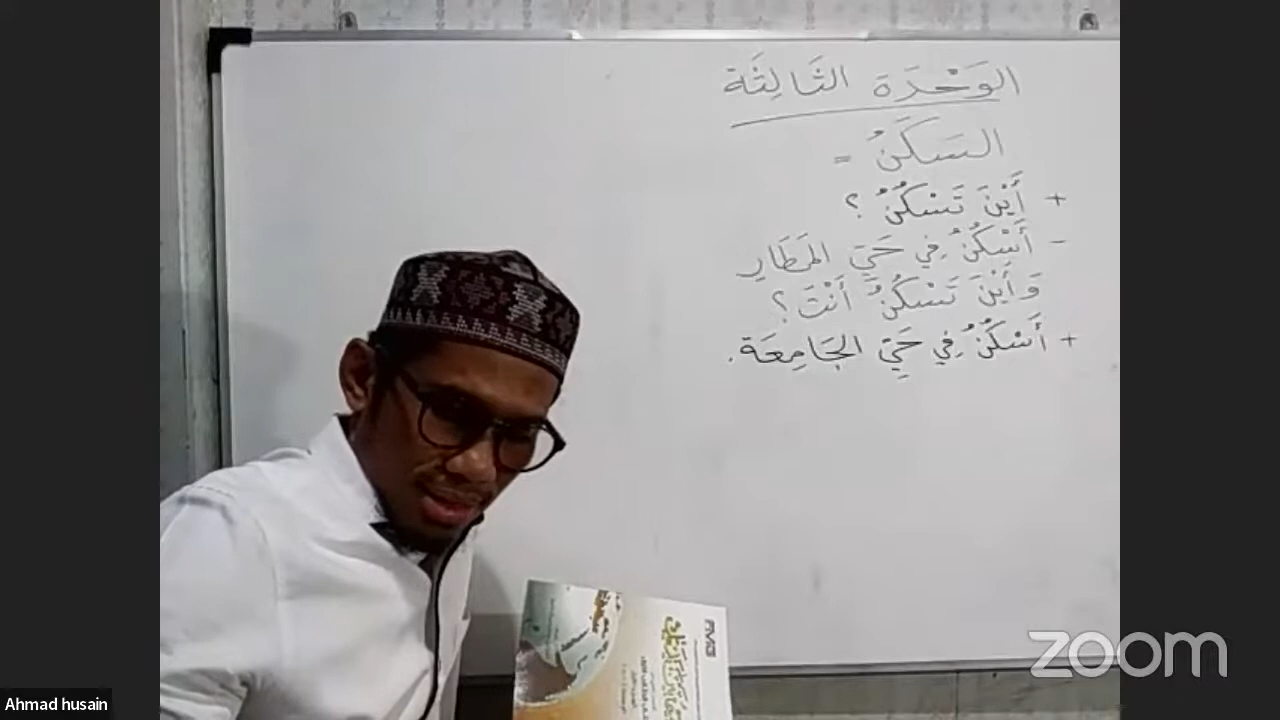 الوَحْدَة الثَالِثَة
السَكَنُ =
+ أَيْنَ تَسْكُنُ ؟
- أَسْكُنُ فِي حَيِّ المَطَارِ
وَأَيْنَ تَسْكُنُ أَنْتَ ؟
+ أَسْكُنُ فِي حَيِّ الجَامِعَة .
zoom
Ahmad husain